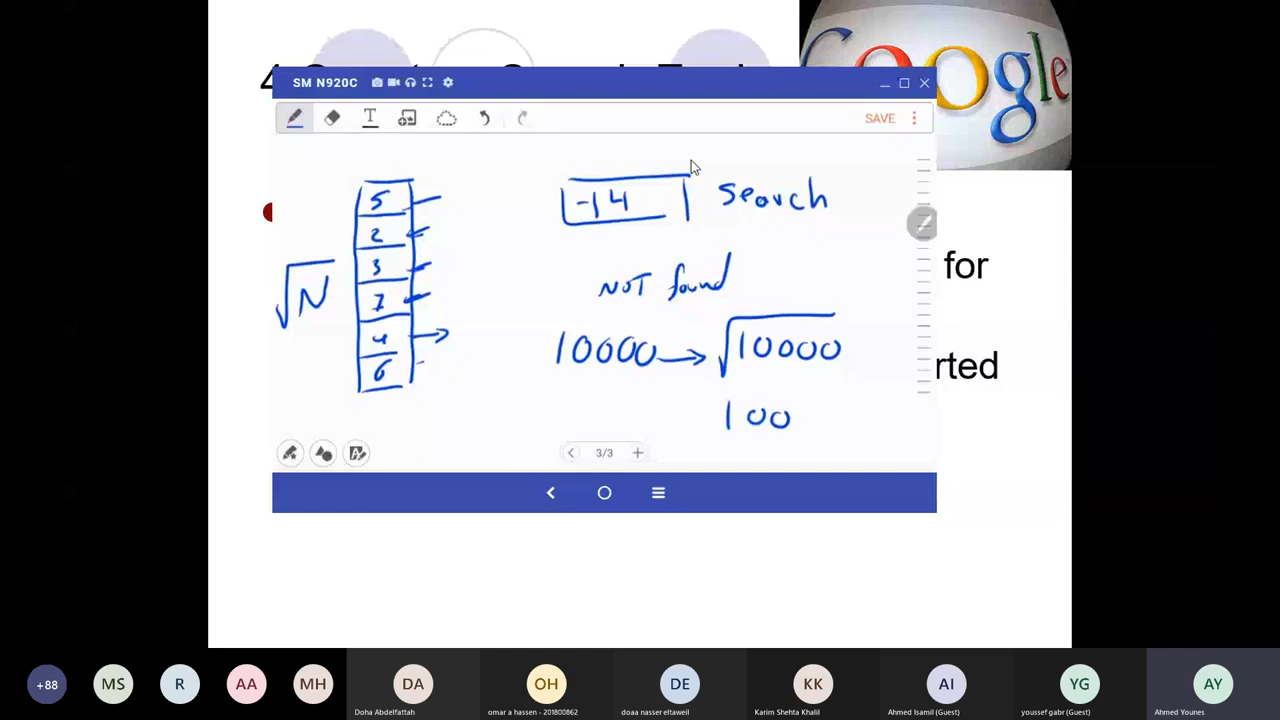 Google
SM N920C
T
SAVE
5
2
3
7
4
6
√N
-14
Search
NOT found
10000 → √10000
100
for
rted
3/3
+88
MS
R
AA
MH
DA
Doha Abdelfattah
OH
omar a hassen - 201800862
DE
doaa nasser eltaweil
KK
Karim Shehta Khalil
AI
Ahmed Isamil (Guest)
YG
youssef gabr (Guest)
AY
Ahmed Younes